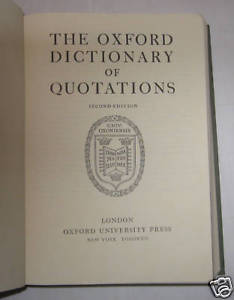 THE OXFORD
DICTIONARY
OF
QUOTATIONS
SECOND EDITION
LONDON
OXFORD UNIVERSITY PRESS
NEW YORK TORONTO